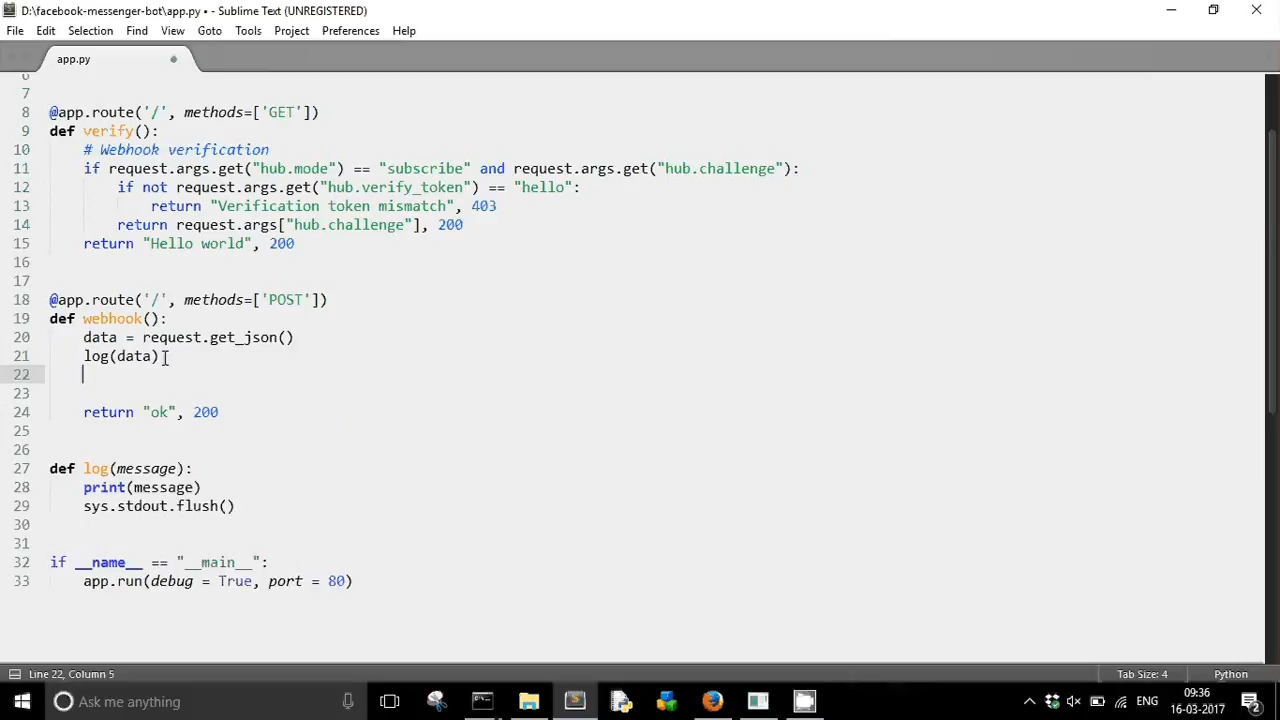 D:\facebook-messenger-bot\app.py • - Sublime Text (UNREGISTERED)
File Edit Selection Find View Goto Tools Project Preferences Help
app.py
6
7
8 @app.route('/', methods=['GET'])
9 def verify():
10 # Webhook verification
11 if request.args.get("hub.mode") == "subscribe" and request.args.get("hub.challenge"):
12 if not request.args.get("hub.verify_token") == "hello":
13 return "Verification token mismatch", 403
14 return request.args["hub.challenge"], 200
15 return "Hello world", 200
16
17
18 @app.route('/', methods=['POST'])
19 def webhook():
20 data = request.get_json()
21 log(data)
22
23
24 return "ok", 200
25
26
27 def log(message):
28 print(message)
29 sys.stdout.flush()
30
31
32 if __name__ == "__main__":
33 app.run(debug = True, port = 80)
Line 22, Column 5 Tab Size: 4 Python
Ask me anything ENG 09:36
16-03-2017 2